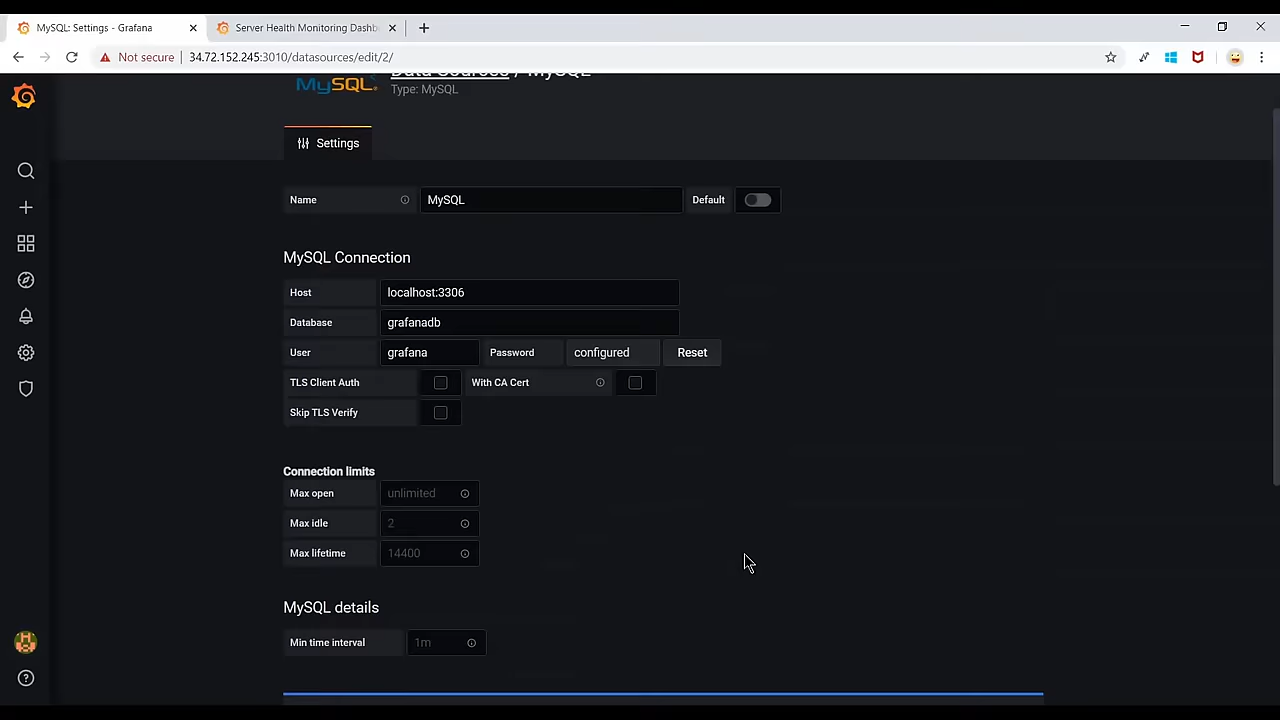 MySQL: Settings - Grafana
Server Health Monitoring Dashb
Not secure
34.72.152.245:3010/datasources/edit/2/
MySQL
Data Sources / MySQL
Type: MySQL
Settings
Name
MySQL
Default
MySQL Connection
Host
localhost:3306
Database
grafanadb
User
grafana
Password
configured
Reset
TLS Client Auth
With CA Cert
Skip TLS Verify
Connection limits
Max open
unlimited
Max idle
2
Max lifetime
14400
MySQL details
Min time interval
1m